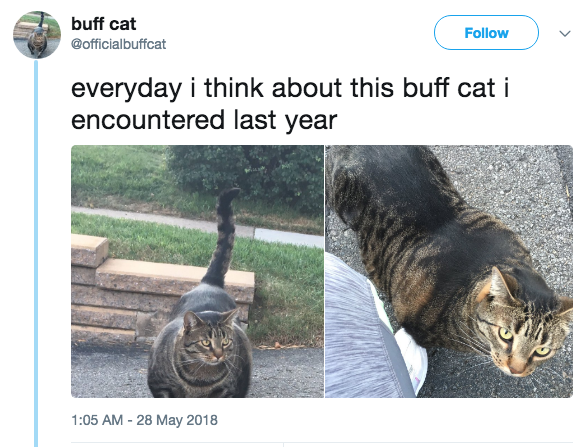 buff cat
@officialbuffcat
Follow
everyday i think about this buff cat i
encountered last year
1:05 AM - 28 May 2018